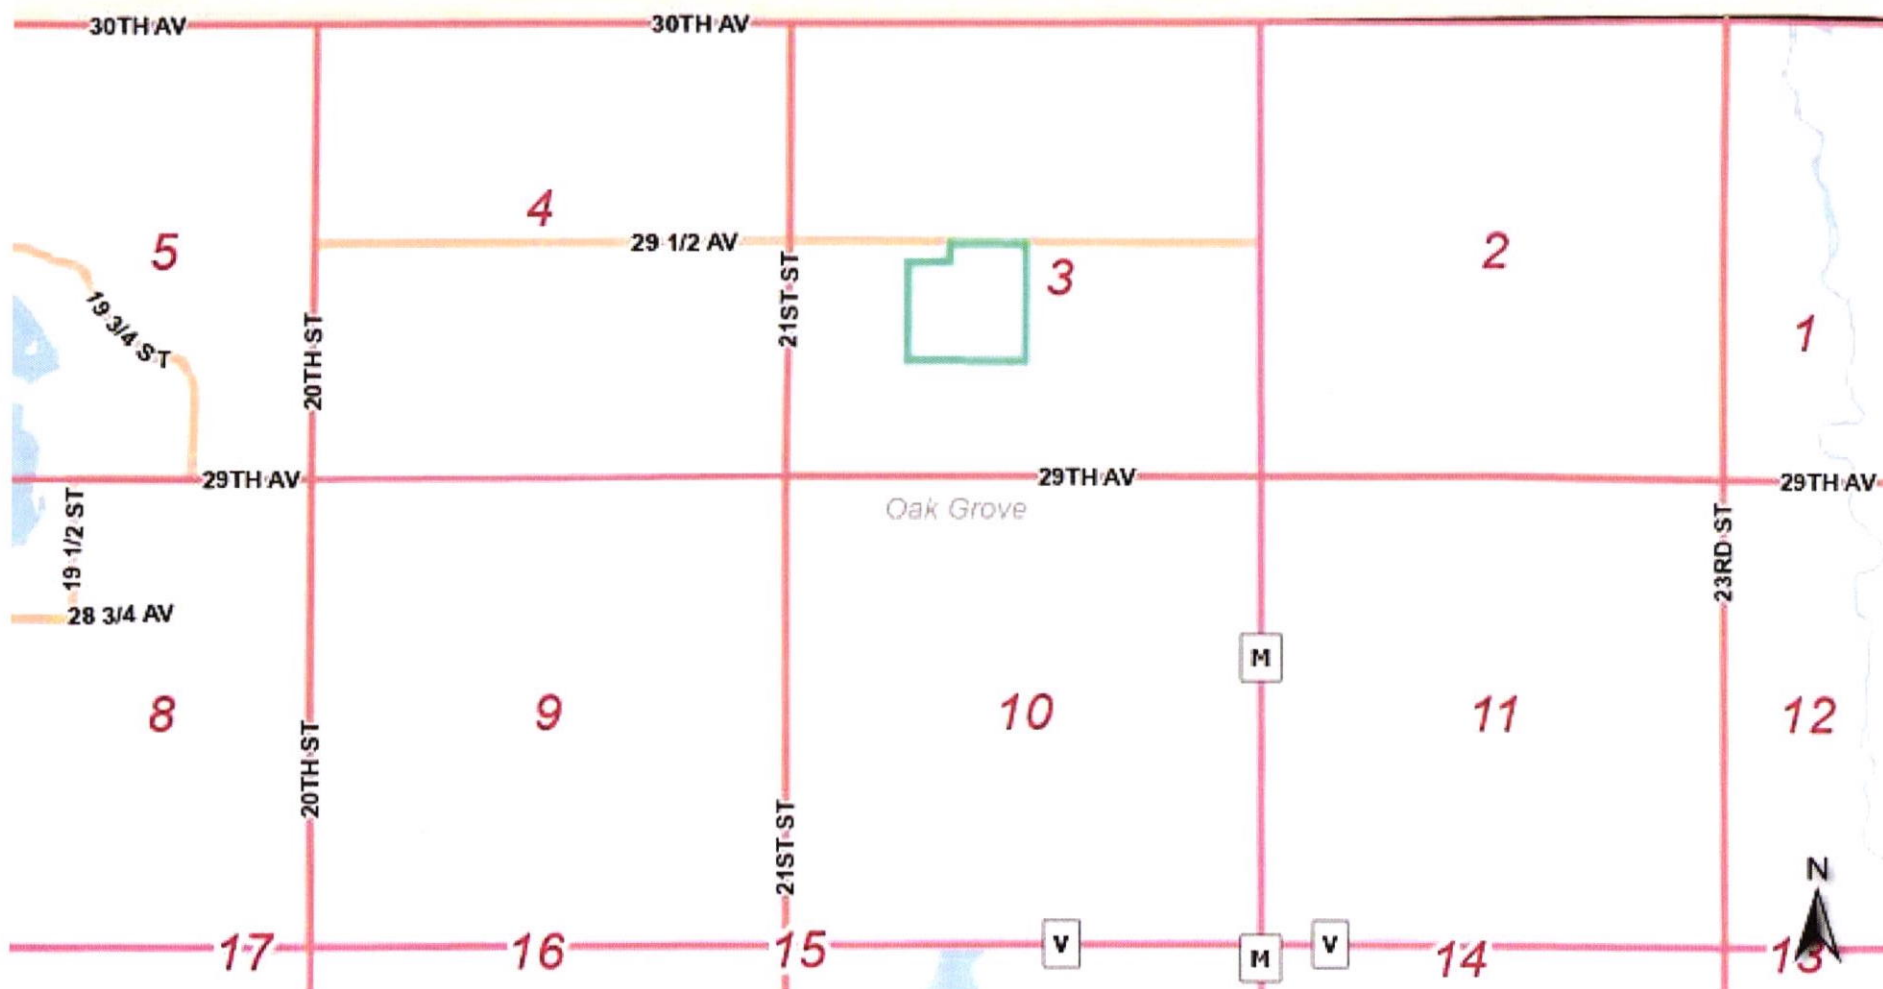 30TH AV
30TH AV
4
5
29 1/2 AV
2
3
21ST ST
19 3/4 ST
20TH ST
1
29TH AV
29TH AV
29TH AV
Oak Grove
19 1/2 ST
23RD ST
28 3/4 AV
M
8
9
10
11
12
20TH ST
21ST ST
N
17
16
15
V
M
V
14
13